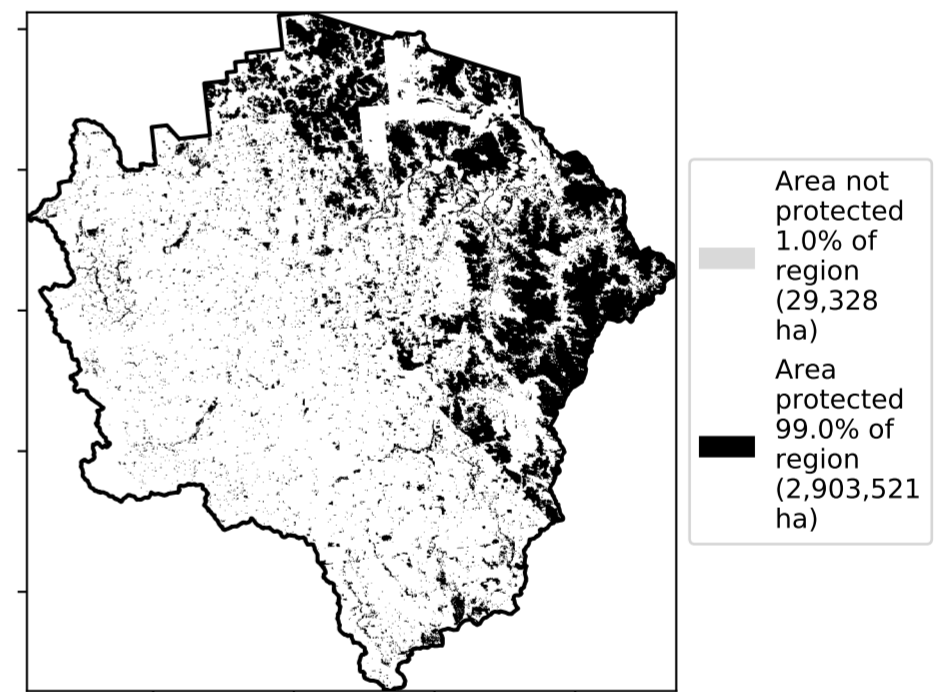 Area not
protected
1.0% of
region
(29,328
ha)
Area
protected
99.0% of
region
(2,903,521
ha)